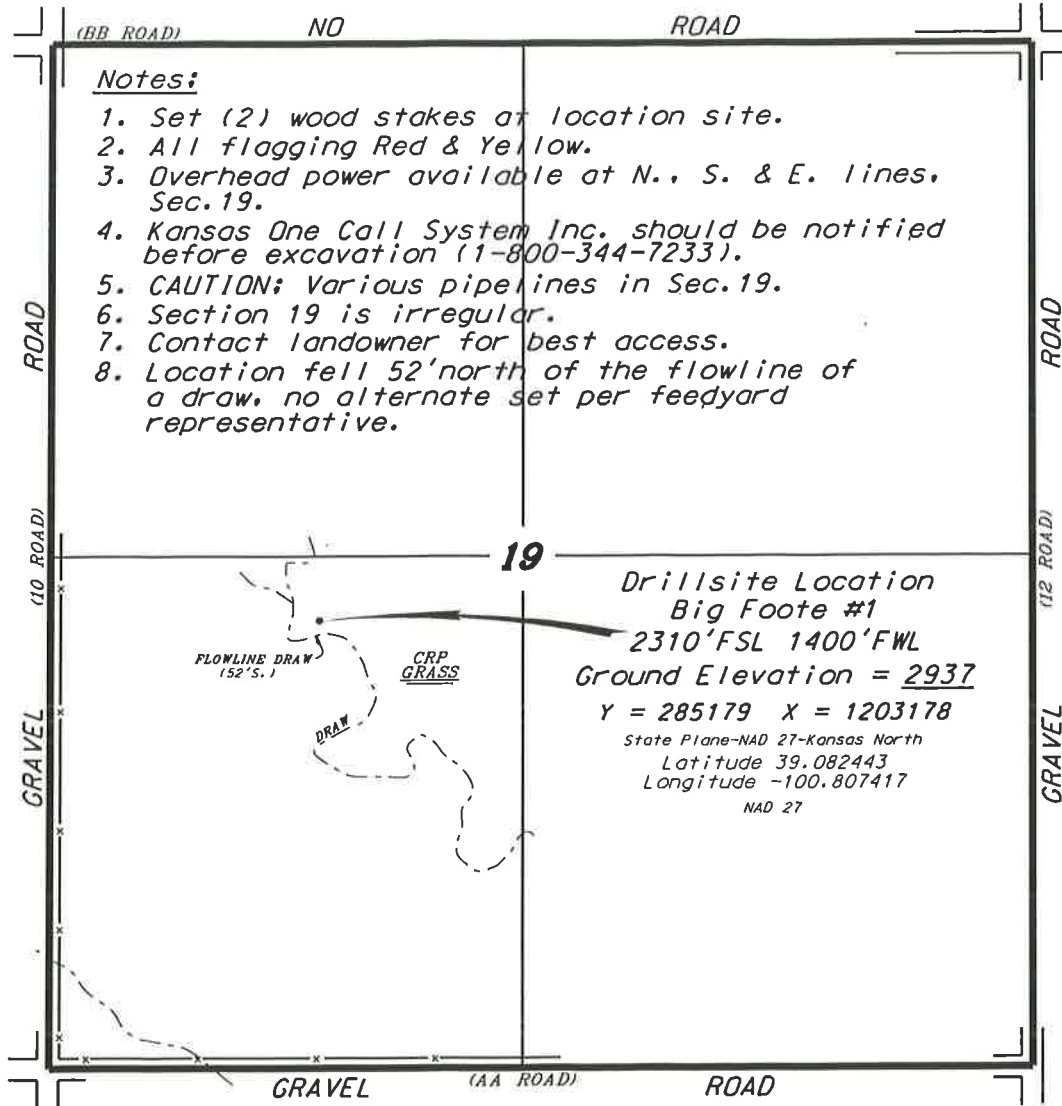 (BB ROAD) NO ROAD
Notes:
1. Set (2) wood stakes at location site.
2. All flagging Red & Yellow.
3. Overhead power available at N., S. & E. lines,
Sec. 19.
4. Kansas One Call System Inc. should be notified
before excavation (1-800-344-7233).
5. CAUTION: Various pipelines in Sec. 19.
6. Section 19 is irregular.
7. Contact landowner for best access.
8. Location fell 52' north of the flowline of
a draw, no alternate set per feedyard
representative.
GRAVEL (10 ROAD) ROAD
GRAVEL (12 ROAD) ROAD
19
Drillsite Location
Big Foote #1
2310'FSL 1400'FWL
Ground Elevation = 2937
Y = 285179 X = 1203178
State Plane-NAD 27-Kansas North
Latitude 39.082443
Longitude -100.807417
NAD 27
FLOWLINE DRAW
(52'S.)
CRP
GRASS
DRAW
GRAVEL (AA ROAD) ROAD